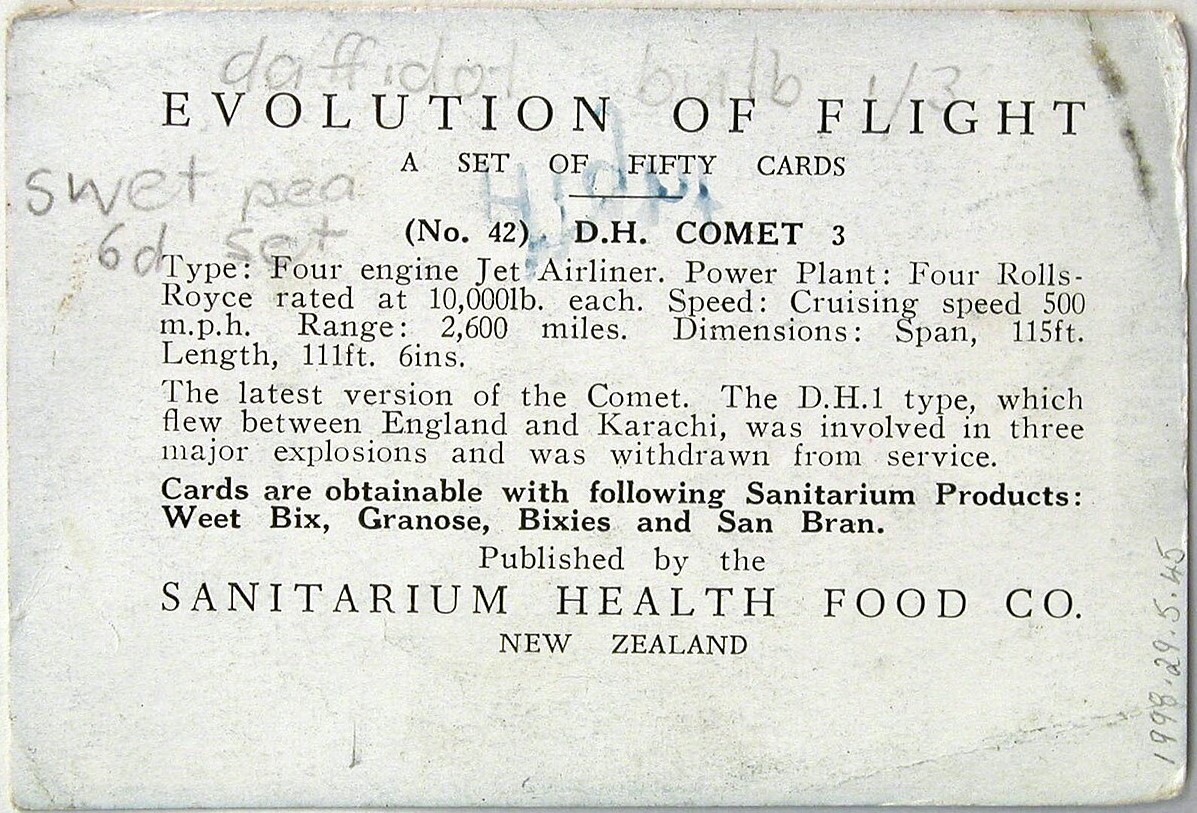 daffidol bulb 1/3
EVOLUTION OF FLIGHT
A SET OF FIFTY CARDS
swet pea
6d set
(No. 42). D.H. COMET 3
Type: Four engine Jet Airliner. Power Plant: Four Rolls-
Royce rated at 10,000lb. each. Speed: Cruising speed 500
m.p.h. Range: 2,600 miles. Dimensions: Span, 115ft.
Length, 111ft. 6ins.
The latest version of the Comet. The D.H.1 type, which
flew between England and Karachi, was involved in three
major explosions and was withdrawn from service.
Cards are obtainable with following Sanitarium Products:
Weet Bix, Granose, Bixies and San Bran.
Published by the
SANITARIUM HEALTH FOOD CO.
NEW ZEALAND
1998.29.5.45